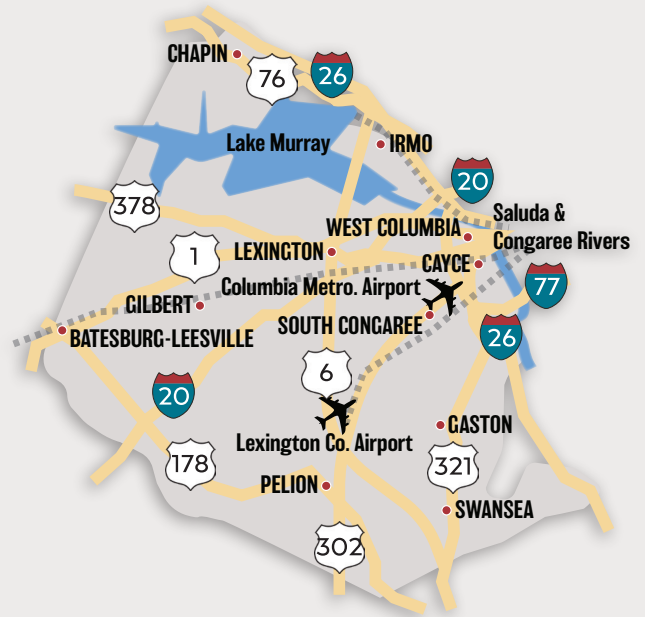 CHAPIN
76
26
Lake Murray
IRMO
20
378
Saluda &
Congaree Rivers
WEST COLUMBIA
1
LEXINGTON
CAYCE
77
Columbia Metro. Airport
GILBERT
SOUTH CONGAREE
BATESBURG-LEESVILLE
26
6
20
GASTON
Lexington Co. Airport
178
321
PELION
SWANSEA
302